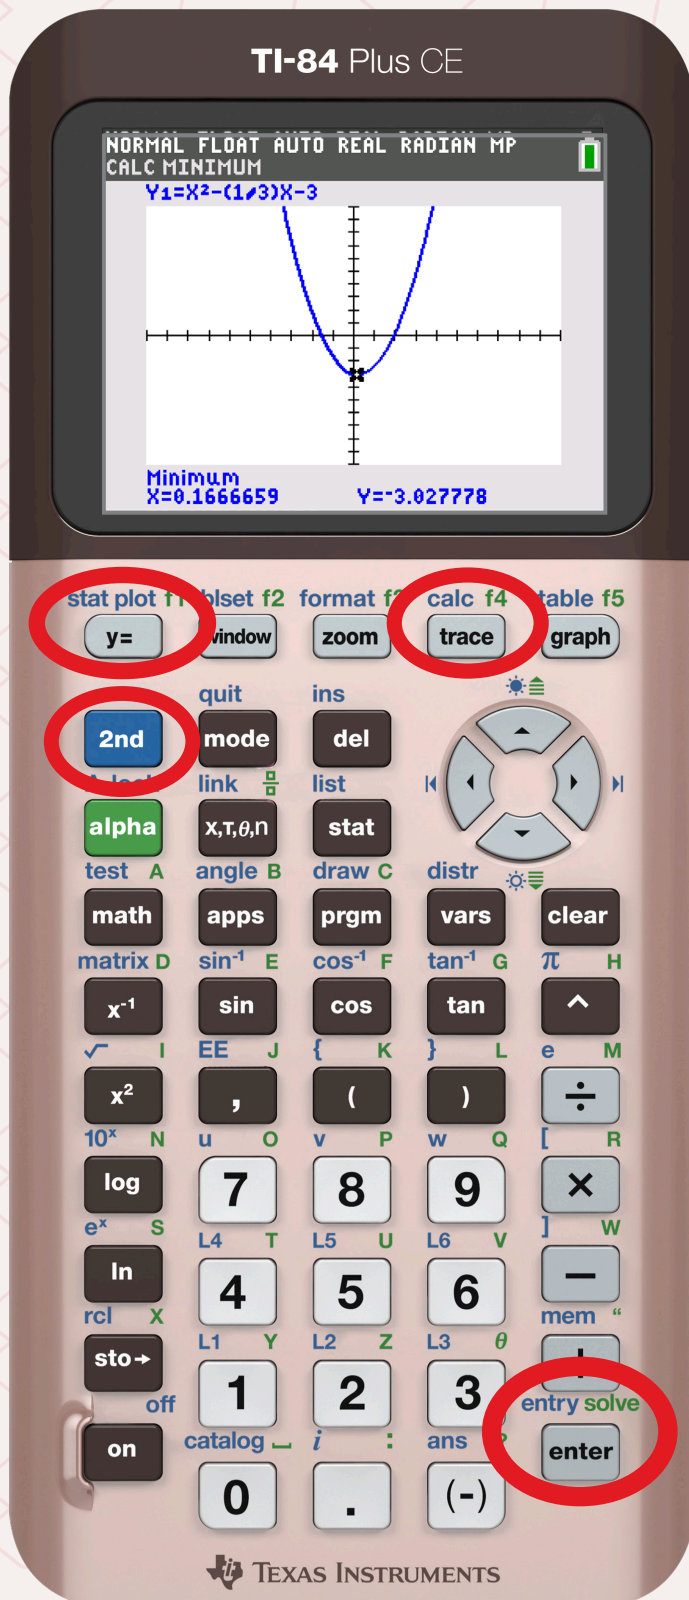 TI-84 Plus CE
NORMAL FLOAT AUTO REAL RADIAN MP
CALC MINIMUM
Y1=X²-(1/3)X-3
Minimum
X=0.1666659 Y=-3.027778
stat plot f1 tblset f2 format f3 calc f4 table f5
y= window zoom trace graph
quit ins
2nd mode del
link list
alpha X,T,θ,n stat
test A angle B draw C distr
math apps prgm vars clear
matrix D sin⁻¹ E cos⁻¹ F tan⁻¹ G π H
x⁻¹ sin cos tan ^
√ I EE J { K } L e M
x² , ( ) ÷
10ˣ N u O v P w Q [ R
log 7 8 9 ×
eˣ S L4 T L5 U L6 V ] W
ln 4 5 6 −
rcl X L1 Y L2 Z L3 θ mem "
sto→ 1 2 3 +
off catalog ⎵ i : ans ? entry solve
on 0 . (-) enter
TEXAS INSTRUMENTS